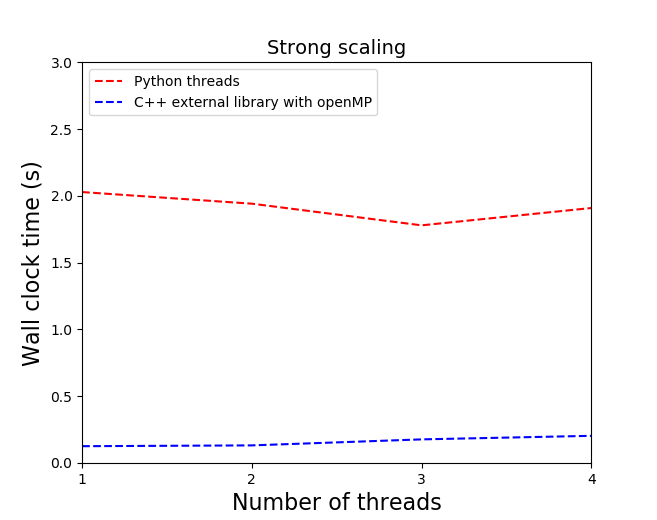 Strong scaling
Python threads
C++ external library with openMP
Wall clock time (s)
3.0
2.5
2.0
1.5
1.0
0.5
0.0
1 2 3 4
Number of threads